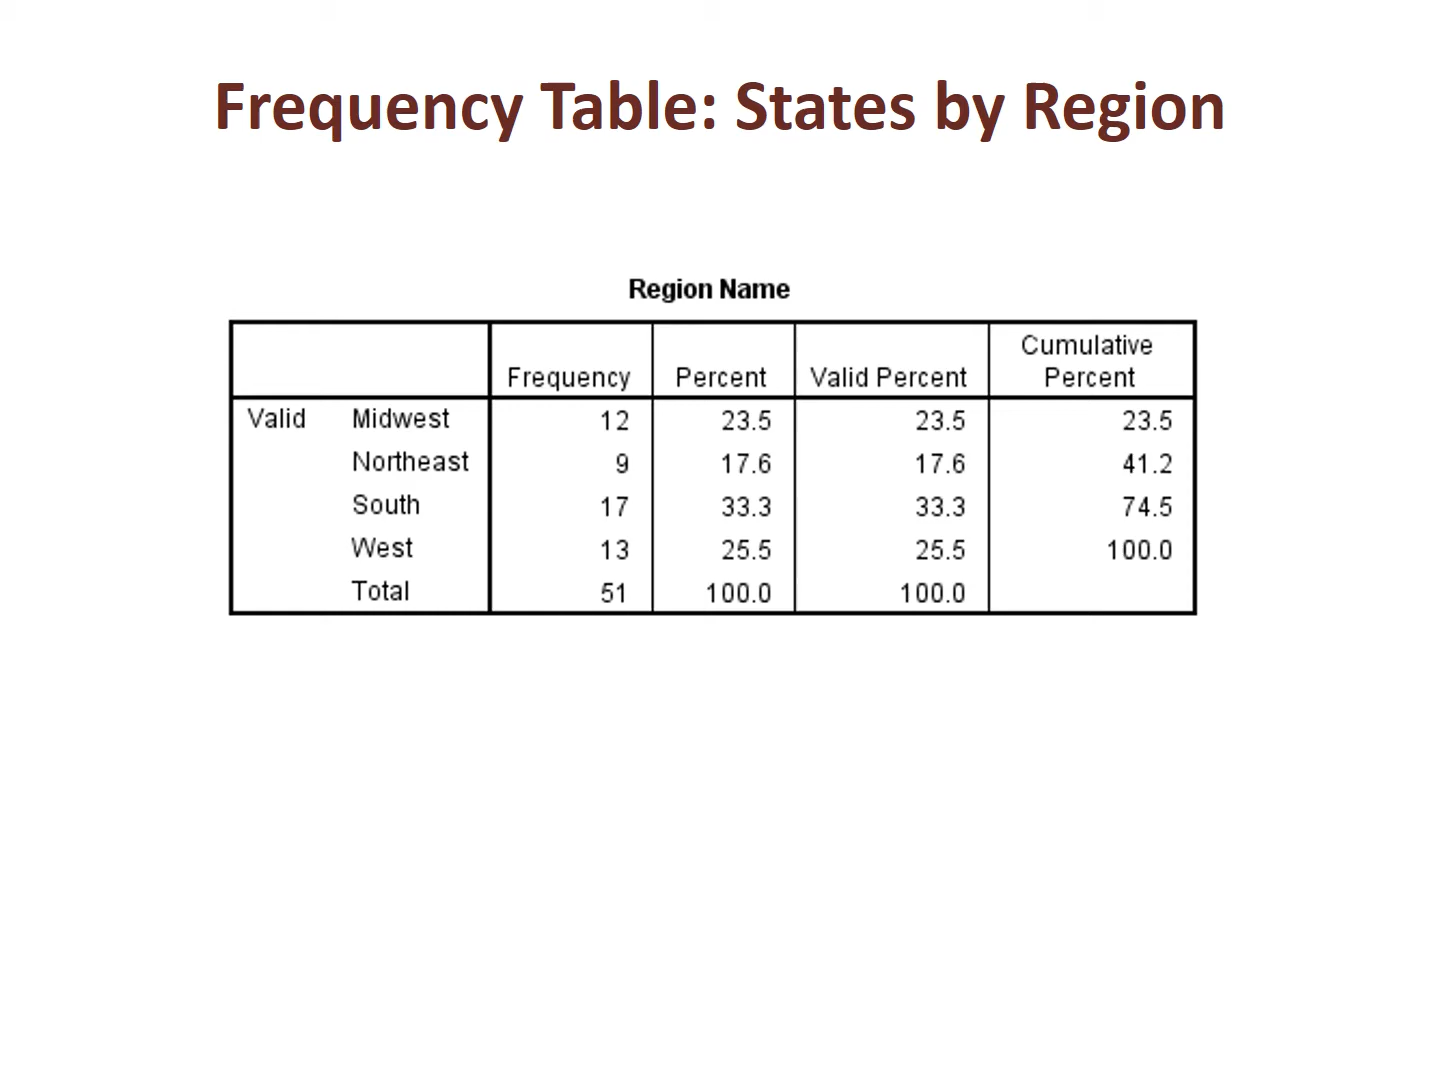 Frequency Table: States by Region
Region Name
Frequency Percent Valid Percent Cumulative Percent
Valid Midwest 12 23.5 23.5 23.5
Northeast 9 17.6 17.6 41.2
South 17 33.3 33.3 74.5
West 13 25.5 25.5 100.0
Total 51 100.0 100.0